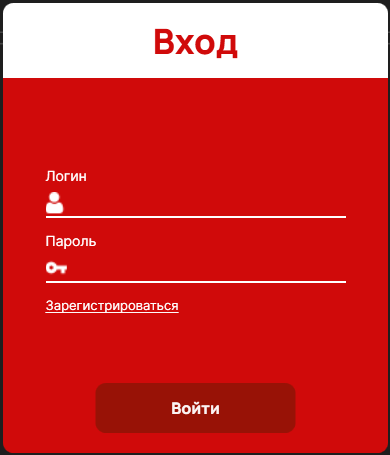 Вход
Логин
Пароль
Зарегистрироваться
Войти